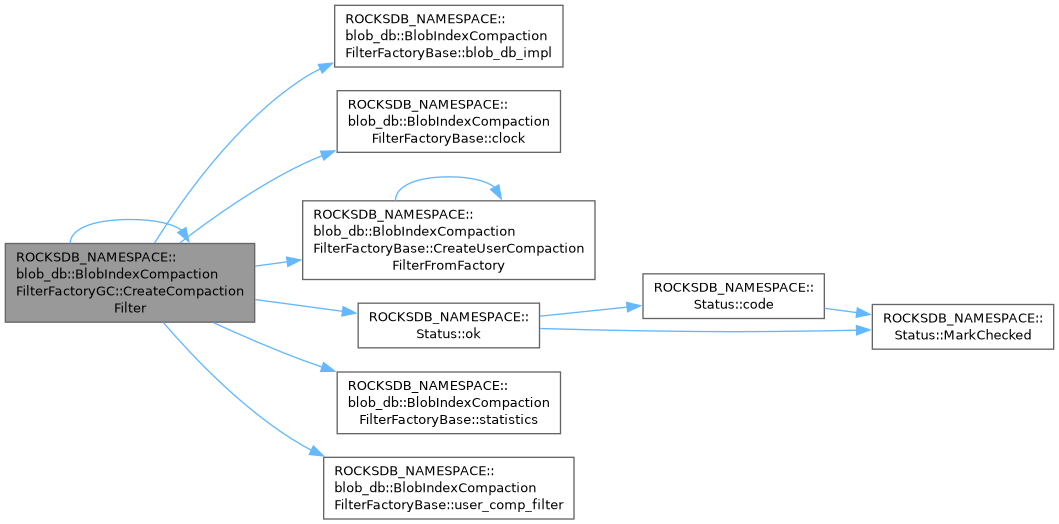 ROCKSDB_NAMESPACE::
blob_db::BlobIndexCompaction
FilterFactoryGC::CreateCompaction
Filter
ROCKSDB_NAMESPACE::
blob_db::BlobIndexCompaction
FilterFactoryBase::blob_db_impl
ROCKSDB_NAMESPACE::
blob_db::BlobIndexCompaction
FilterFactoryBase::clock
ROCKSDB_NAMESPACE::
blob_db::BlobIndexCompaction
FilterFactoryBase::CreateUserCompaction
FilterFromFactory
ROCKSDB_NAMESPACE::
Status::ok
ROCKSDB_NAMESPACE::
Status::code
ROCKSDB_NAMESPACE::
Status::MarkChecked
ROCKSDB_NAMESPACE::
blob_db::BlobIndexCompaction
FilterFactoryBase::statistics
ROCKSDB_NAMESPACE::
blob_db::BlobIndexCompaction
FilterFactoryBase::user_comp_filter